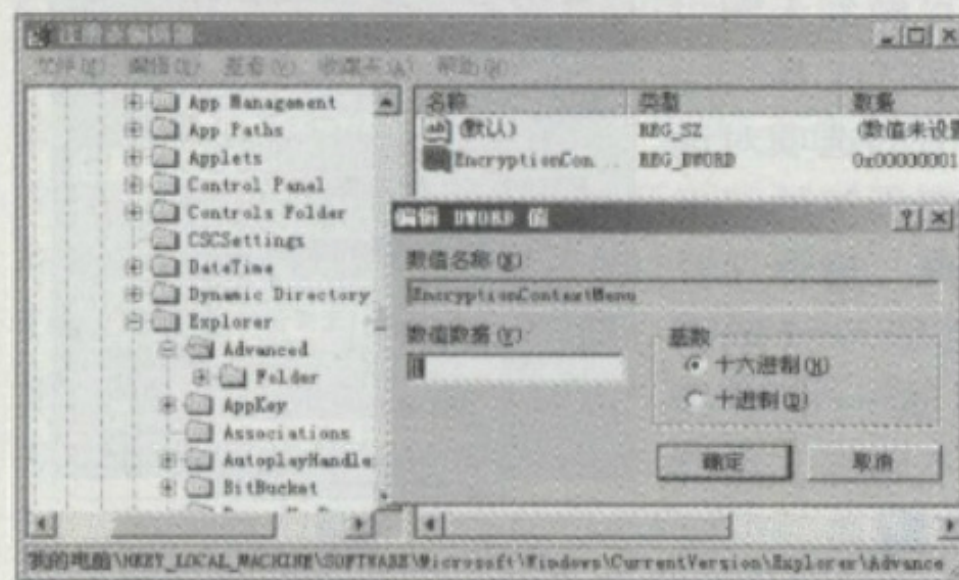 注册表编辑器
文件(F) 编辑(E) 查看(V) 收藏夹(A) 帮助(H)
App Management
App Paths
Applets
Control Panel
Controls Folder
CSCSettings
DateTime
Dynamic Directory
Explorer
Advanced
Folder
AppKey
Associations
AutoplayHandle
BitBucket
名称 类型 数据
ab (默认) REG_SZ (数值未设置
EncryptionCon... REG_DWORD 0x00000001
编辑 DWORD 值
数值名称(N)
EncryptionContextMenu
数值数据(V)
基数
十六进制(H)
十进制(D)
确定 取消
我的电脑\HKEY_LOCAL_MACHINE\SOFTWARE\Microsoft\Windows\CurrentVersion\Explorer\Advance